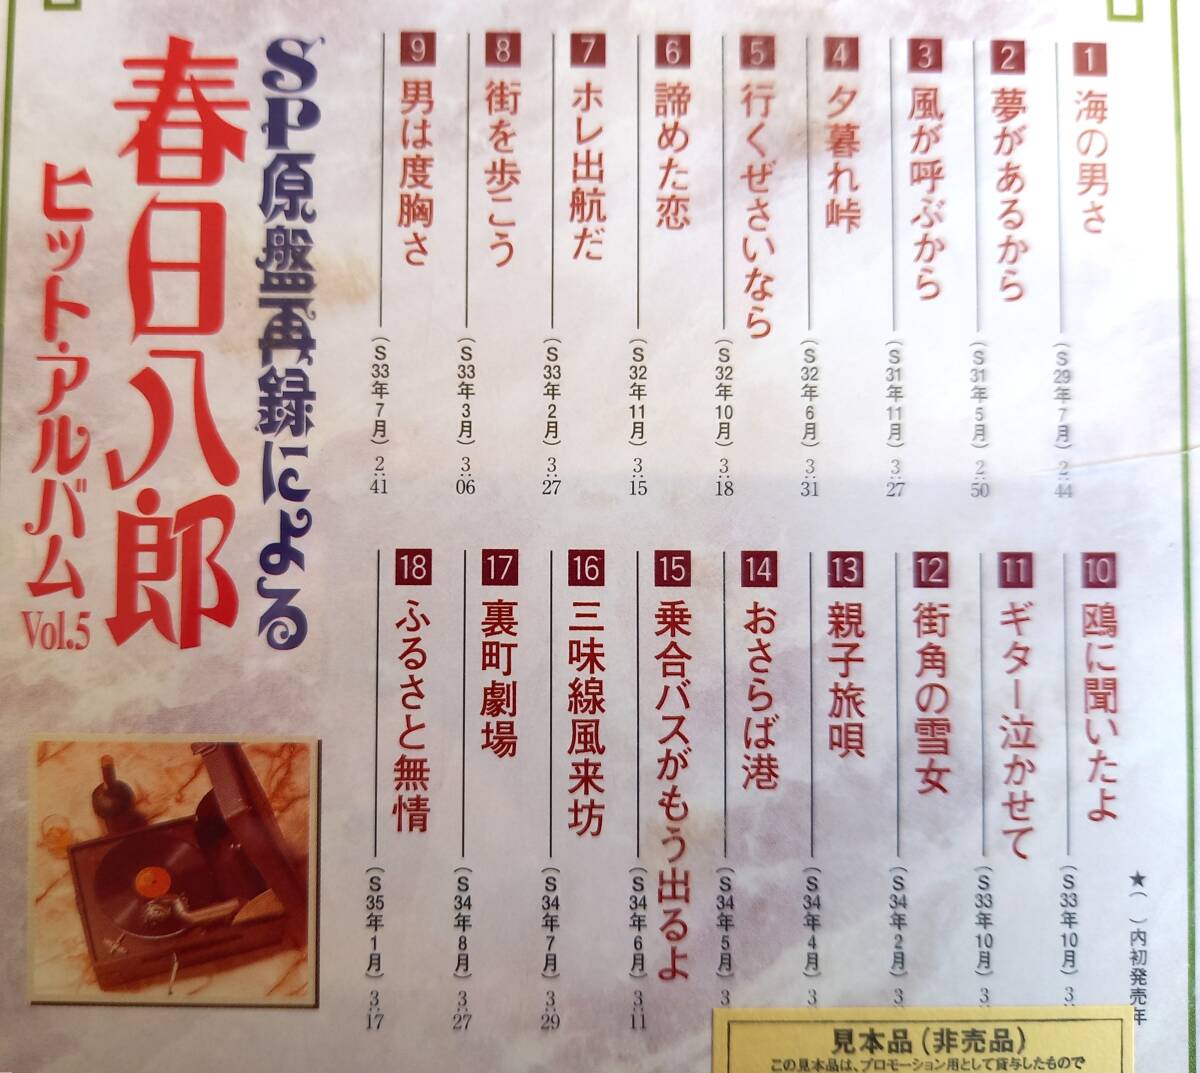 1 海の男さ (S29年7月) 2:44
2 夢があるから (S31年5月) 2:50
3 風が呼ぶから (S31年11月) 3:27
4 夕暮れ峠 (S32年6月) 3:31
5 行くぜさいなら (S32年10月) 3:18
6 諦めた恋 (S32年11月) 3:15
7 ホレ出航だ (S33年2月) 3:27
8 街を歩こう (S33年3月) 3:06
9 男は度胸さ (S33年7月) 2:41
★( )内初発売年
10 鴎に聞いたよ (S33年10月) 3:
11 ギター泣かせて (S33年10月) 3:
12 街角の雪女 (S34年2月) 3:
13 親子旅唄 (S34年4月) 3:
14 おさらば港 (S34年5月) 3:
15 乗合バスがもう出るよ (S34年6月) 3:11
16 三味線風来坊 (S34年7月) 3:29
17 裏町劇場 (S34年8月) 3:27
18 ふるさと無情 (S35年1月) 3:17
SP原盤再録による
春日八郎
ヒット・アルバム Vol.5
見本品(非売品)
この見本品は、プロモーション用として貸与したもので